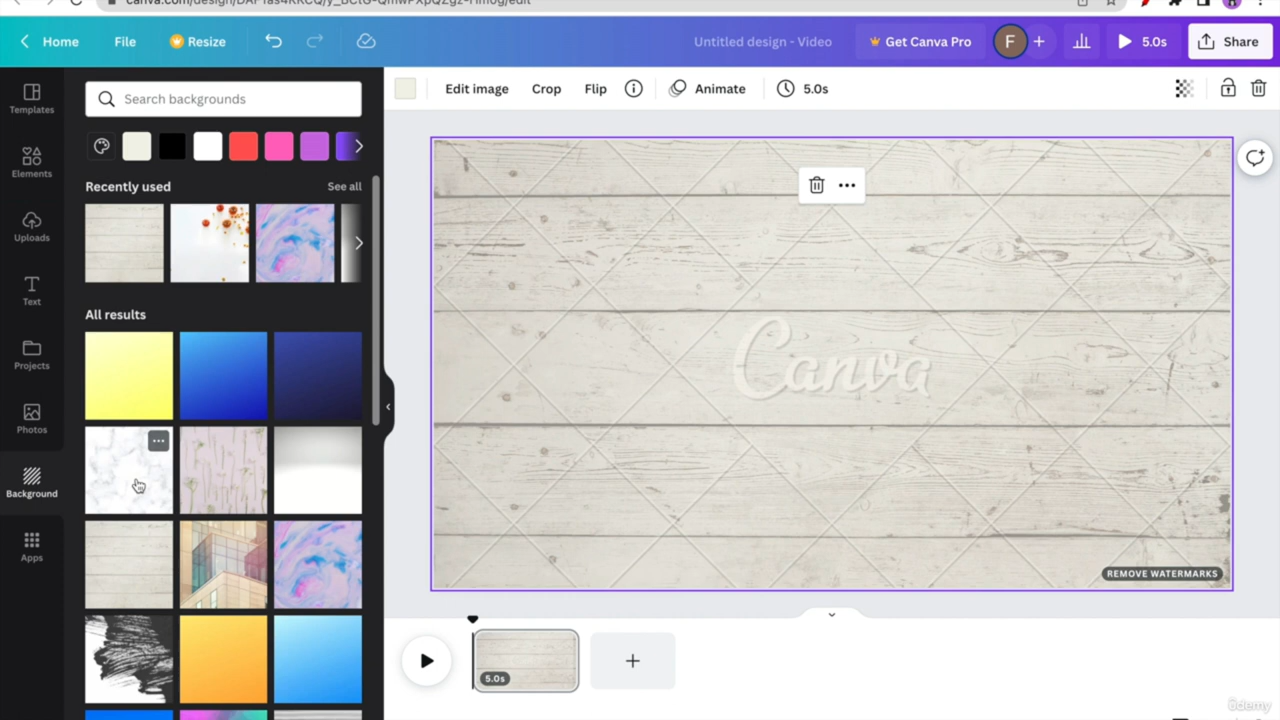 Home File Resize Untitled design - Video Get Canva Pro F 5.0s Share
Templates
Elements
Uploads
Text
Projects
Photos
Background
Apps
Search backgrounds
Recently used See all
All results
Edit image Crop Flip Animate 5.0s
Canva
REMOVE WATERMARKS
5.0s
ûdemy